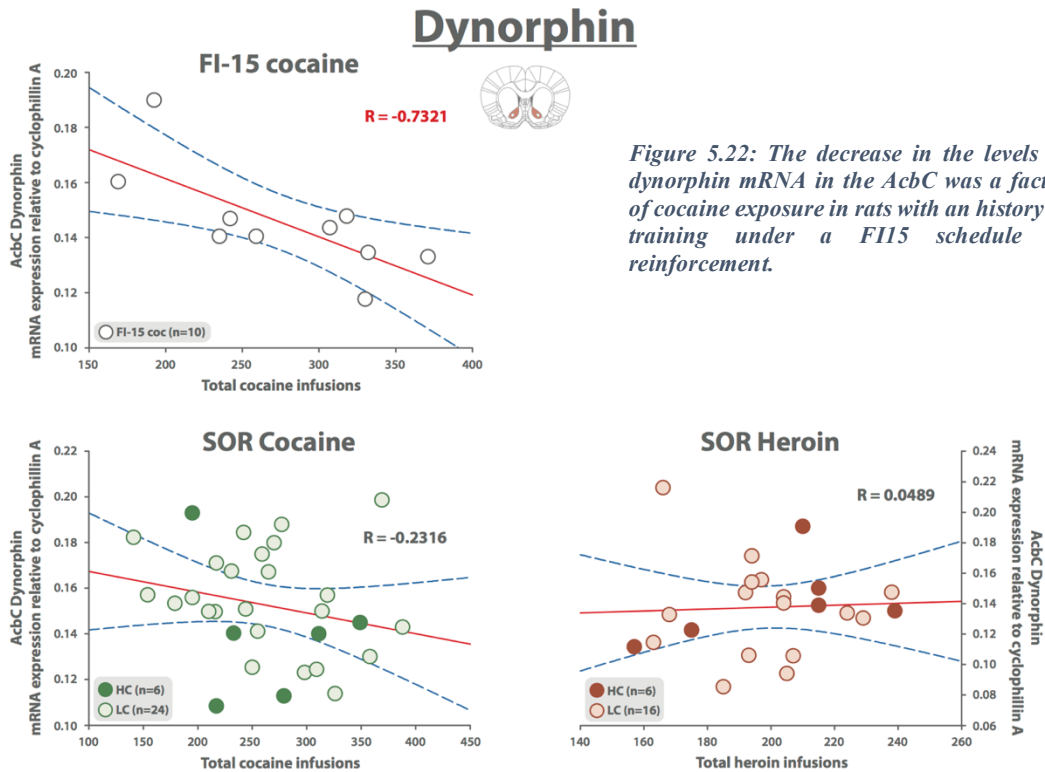 Dynorphin
FI-15 cocaine
AcbC Dynorphin
mRNA expression relative to cyclophillin A
0.20
0.18
0.16
0.14
0.12
0.10
R = -0.7321
FI-15 coc (n=10)
150 200 250 300 350 400
Total cocaine infusions
Figure 5.22: The decrease in the levels
dynorphin mRNA in the AcbC was a fact
of cocaine exposure in rats with an history
training under a FI15 schedule
reinforcement.
SOR Cocaine
AcbC Dynorphin
mRNA expression relative to cyclophillin A
0.22
0.20
0.18
0.16
0.14
0.12
0.10
R = -0.2316
HC (n=6)
LC (n=24)
100 150 200 250 300 350 400 450
Total cocaine infusions
SOR Heroin
R = 0.0489
HC (n=6)
LC (n=16)
140 160 180 200 220 240 260
Total heroin infusions
0.24
0.22
0.20
0.18
0.16
0.14
0.12
0.10
0.08
0.06
AcbC Dynorphin
mRNA expression relative to cyclophillin A